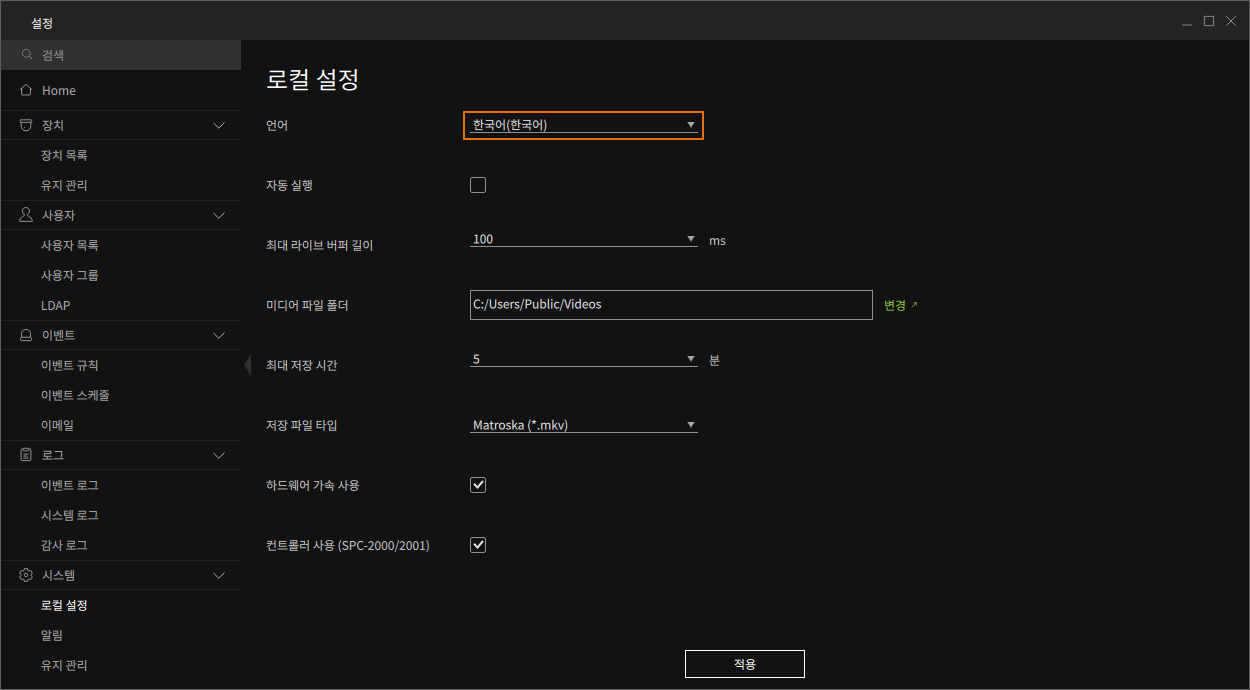 설정
검색
Home
장치
장치 목록
유지 관리
사용자
사용자 목록
사용자 그룹
LDAP
이벤트
이벤트 규칙
이벤트 스케줄
이메일
로그
이벤트 로그
시스템 로그
감사 로그
시스템
로컬 설정
알림
유지 관리
로컬 설정
언어 한국어(한국어)
자동 실행
최대 라이브 버퍼 길이 100 ms
미디어 파일 폴더 C:/Users/Public/Videos 변경
최대 저장 시간 5 분
저장 파일 타입 Matroska (*.mkv)
하드웨어 가속 사용
컨트롤러 사용 (SPC-2000/2001)
적용